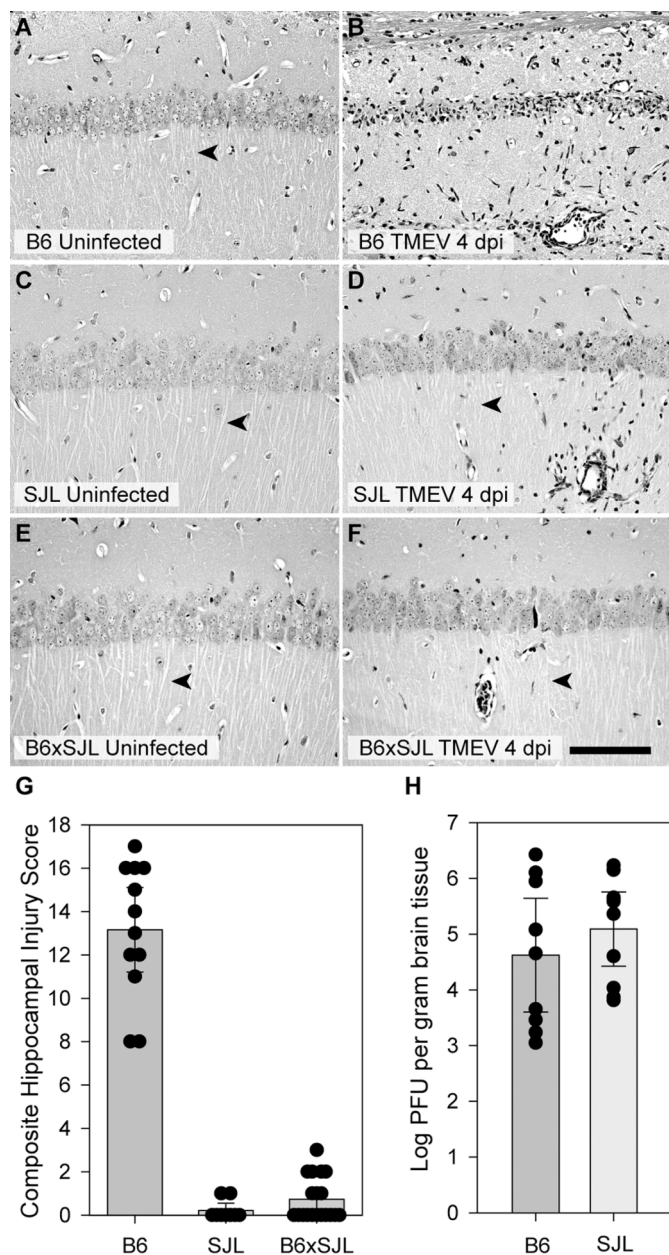 A
B
B6 Uninfected
B6 TMEV 4 dpi
C
D
SJL Uninfected
SJL TMEV 4 dpi
E
F
B6xSJL Uninfected
B6xSJL TMEV 4 dpi
G
H
Composite Hippocampal Injury Score
18
16
14
12
10
8
6
4
2
0
B6
SJL
B6xSJL
Log PFU per gram brain tissue
7
6
5
4
3
2
1
0
B6
SJL